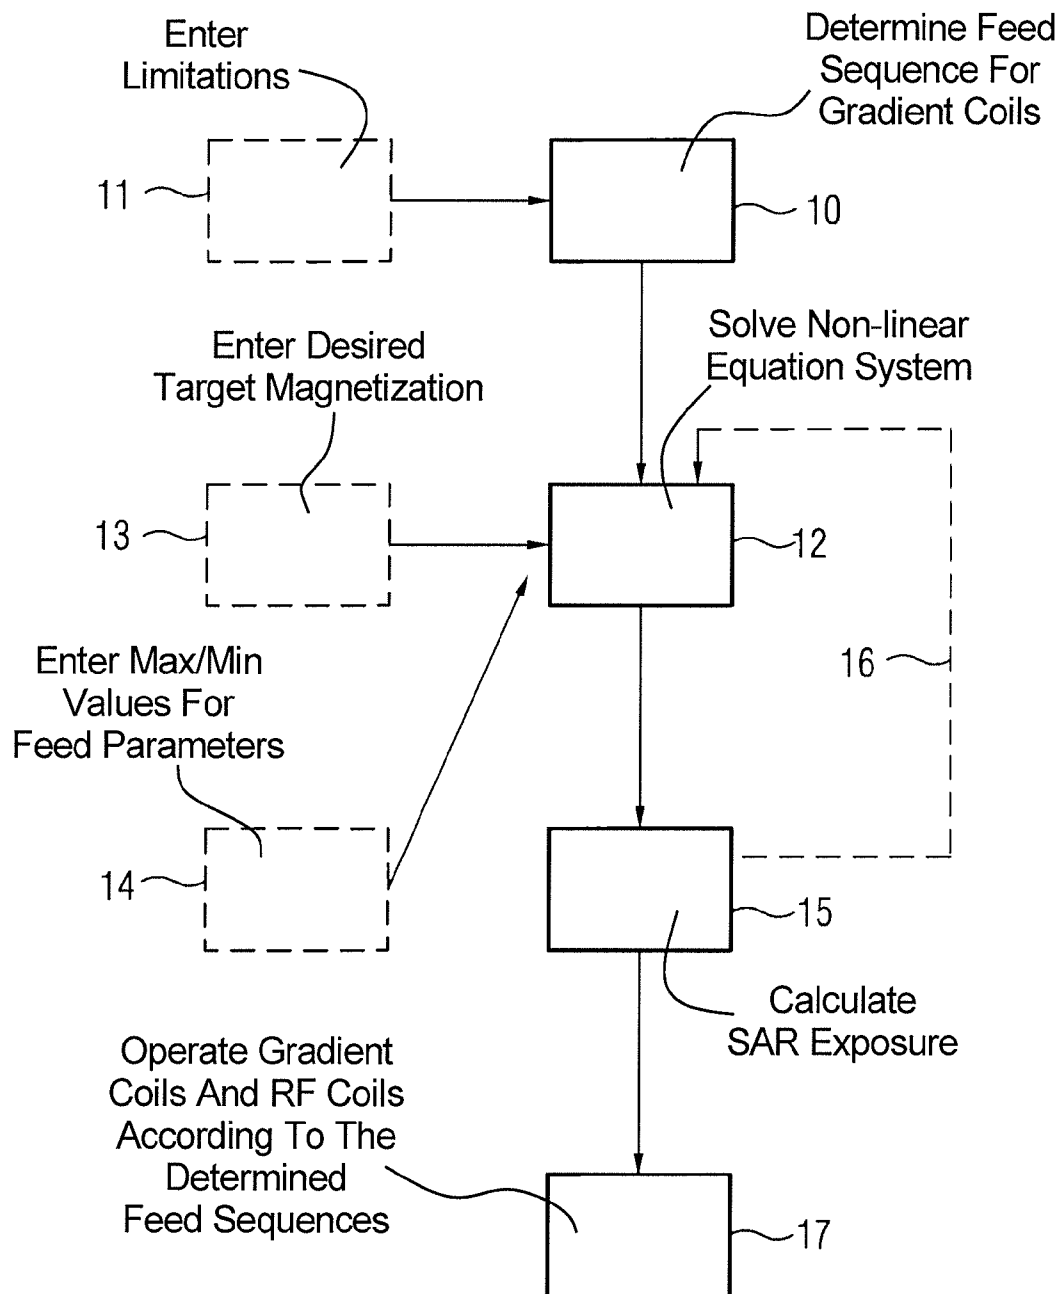 Enter
Limitations
Determine Feed
Sequence For
Gradient Coils
11
10
Enter Desired
Target Magnetization
Solve Non-linear
Equation System
13
12
Enter Max/Min
Values For
Feed Parameters
16
14
15
Calculate
SAR Exposure
Operate Gradient
Coils And RF Coils
According To The
Determined
Feed Sequences
17